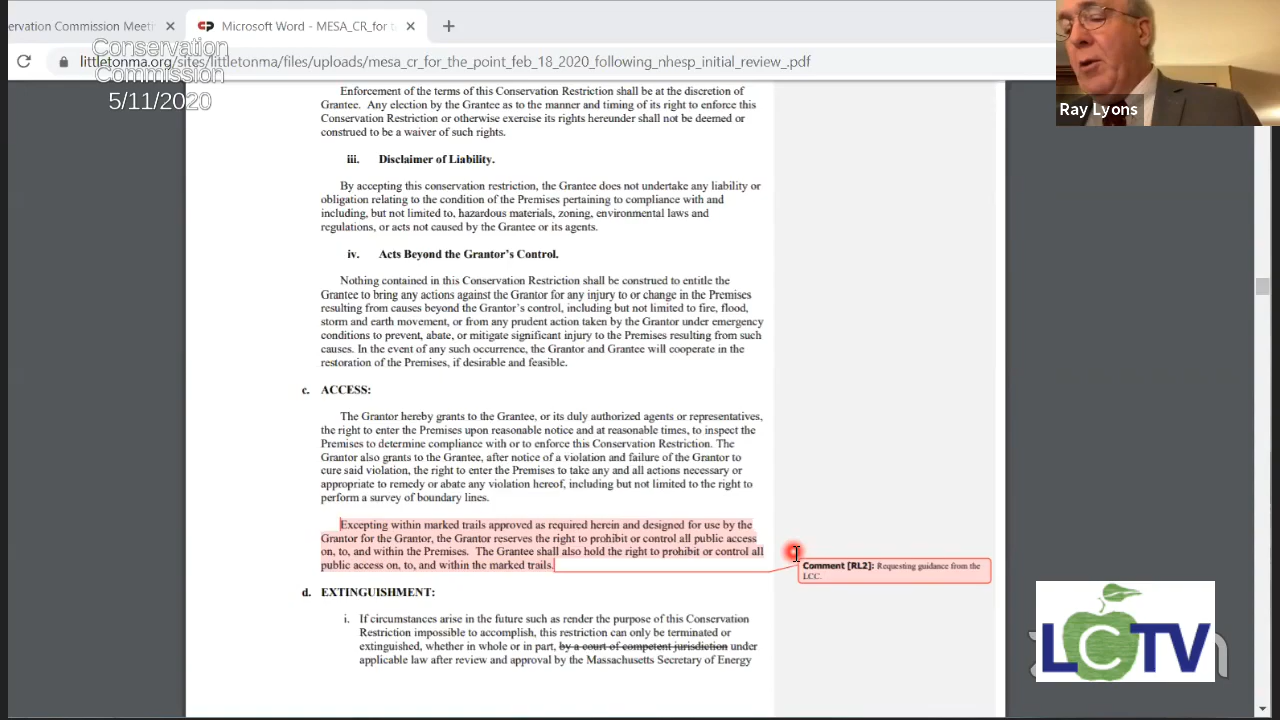 ervation Commission Meeti
Microsoft Word - MESA_CR_for t
Conservation
Commission
5/11/2020
littletonma.org/sites/littletonma/files/uploads/mesa_cr_for_the_point_feb_18_2020_following_nhesp_initial_review_.pdf
Ray Lyons
Enforcement of the terms of this Conservation Restriction shall be at the discretion of
Grantee. Any election by the Grantee as to the manner and timing of its right to enforce this
Conservation Restriction or otherwise exercise its rights hereunder shall not be deemed or
construed to be a waiver of such rights.
iii. Disclaimer of Liability.
By accepting this conservation restriction, the Grantee does not undertake any liability or
obligation relating to the condition of the Premises pertaining to compliance with and
including, but not limited to, hazardous materials, zoning, environmental laws and
regulations, or acts not caused by the Grantee or its agents.
iv. Acts Beyond the Grantor's Control.
Nothing contained in this Conservation Restriction shall be construed to entitle the
Grantee to bring any actions against the Grantor for any injury to or change in the Premises
resulting from causes beyond the Grantor's control, including but not limited to fire, flood,
storm and earth movement, or from any prudent action taken by the Grantor under emergency
conditions to prevent, abate, or mitigate significant injury to the Premises resulting from such
causes. In the event of any such occurrence, the Grantor and Grantee will cooperate in the
restoration of the Premises, if desirable and feasible.
c. ACCESS:
The Grantor hereby grants to the Grantee, or its duly authorized agents or representatives,
the right to enter the Premises upon reasonable notice and at reasonable times, to inspect the
Premises to determine compliance with or to enforce this Conservation Restriction. The
Grantor also grants to the Grantee, after notice of a violation and failure of the Grantor to
cure said violation, the right to enter the Premises to take any and all actions necessary or
appropriate to remedy or abate any violation hereof, including but not limited to the right to
perform a survey of boundary lines.
Excepting within marked trails approved as required herein and designed for use by the
Grantor for the Grantor, the Grantor reserves the right to prohibit or control all public access
on, to, and within the Premises. The Grantee shall also hold the right to prohibit or control all
public access on, to, and within the marked trails.
Comment [RL2]: Requesting guidance from the
LCC.
d. EXTINGUISHMENT:
i. If circumstances arise in the future such as render the purpose of this Conservation
Restriction impossible to accomplish, this restriction can only be terminated or
extinguished, whether in whole or in part, by a court of competent jurisdiction under
applicable law after review and approval by the Massachusetts Secretary of Energy
LCTV